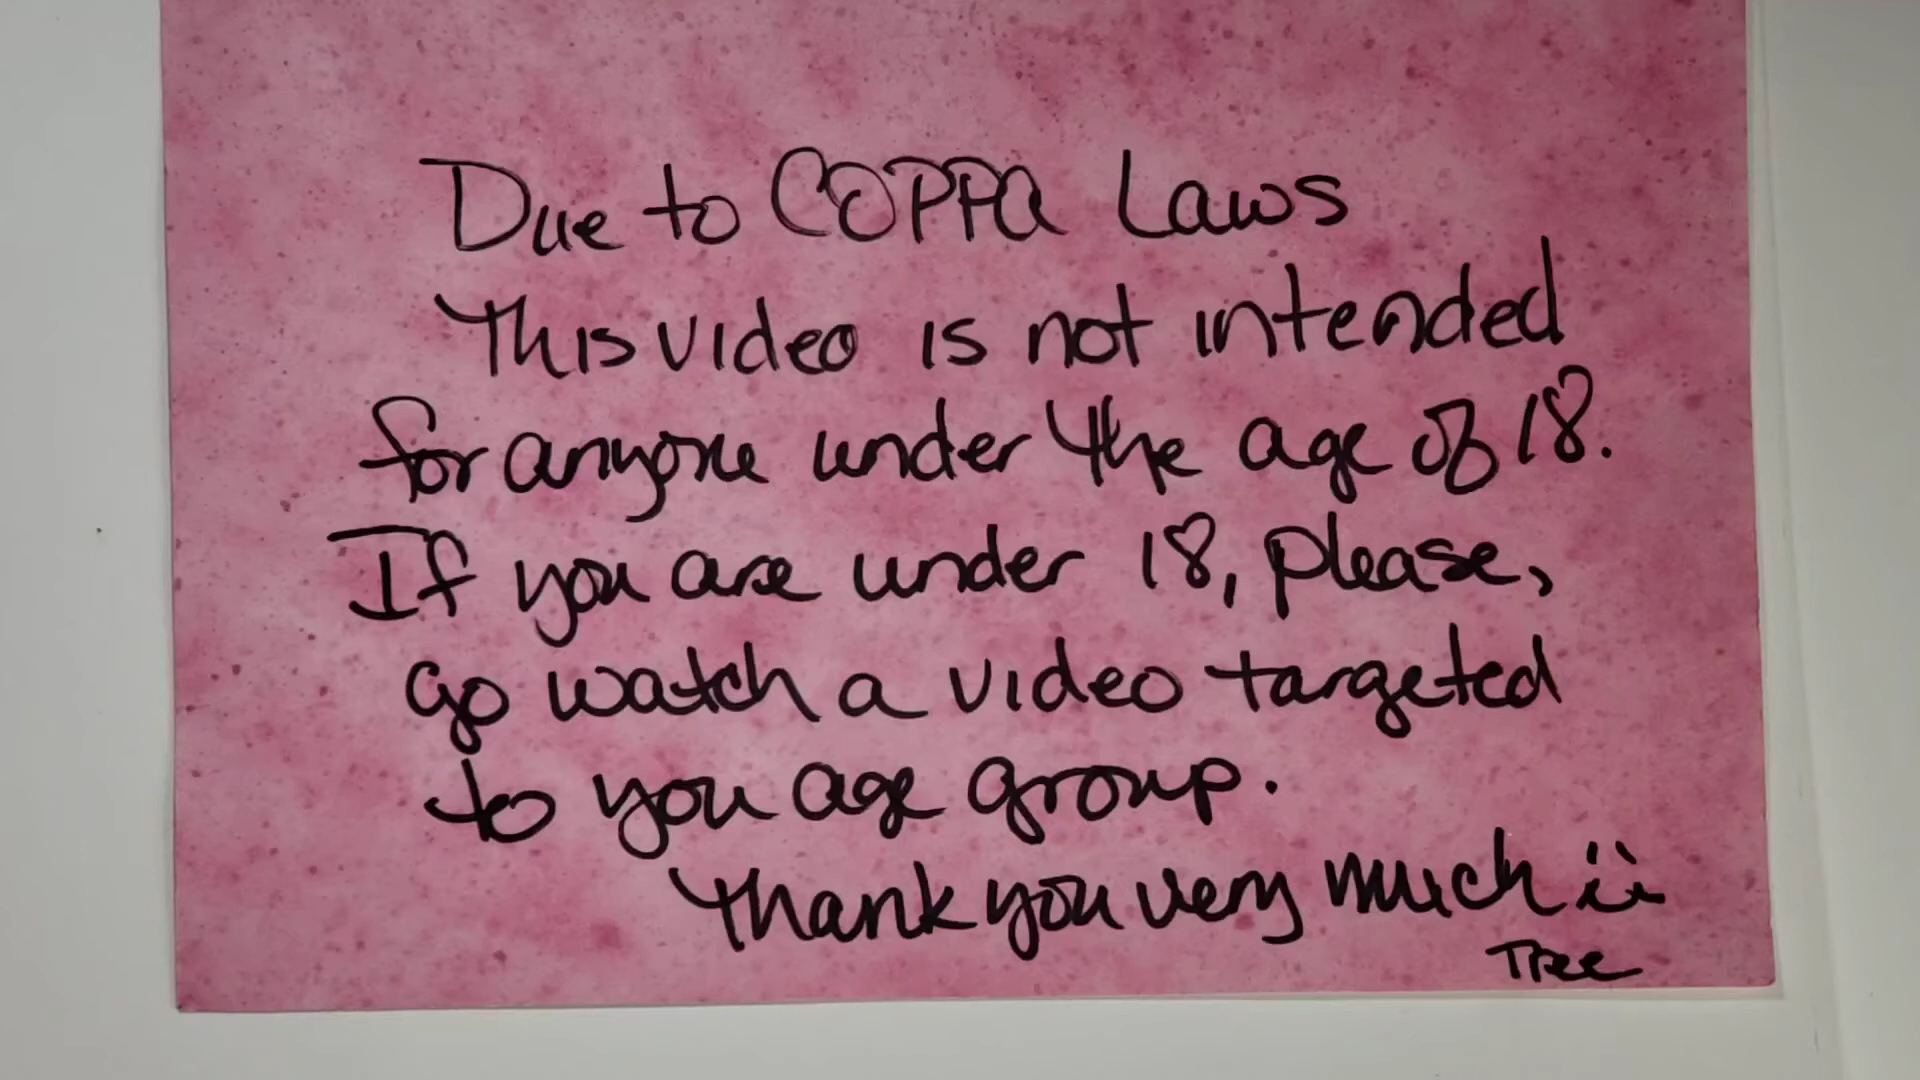 Due to COPPA Laws
This video is not intended
for anyone under the age of 18.
If you are under 18, please,
go watch a video targeted
to you age group.
Thank you very much
Tree